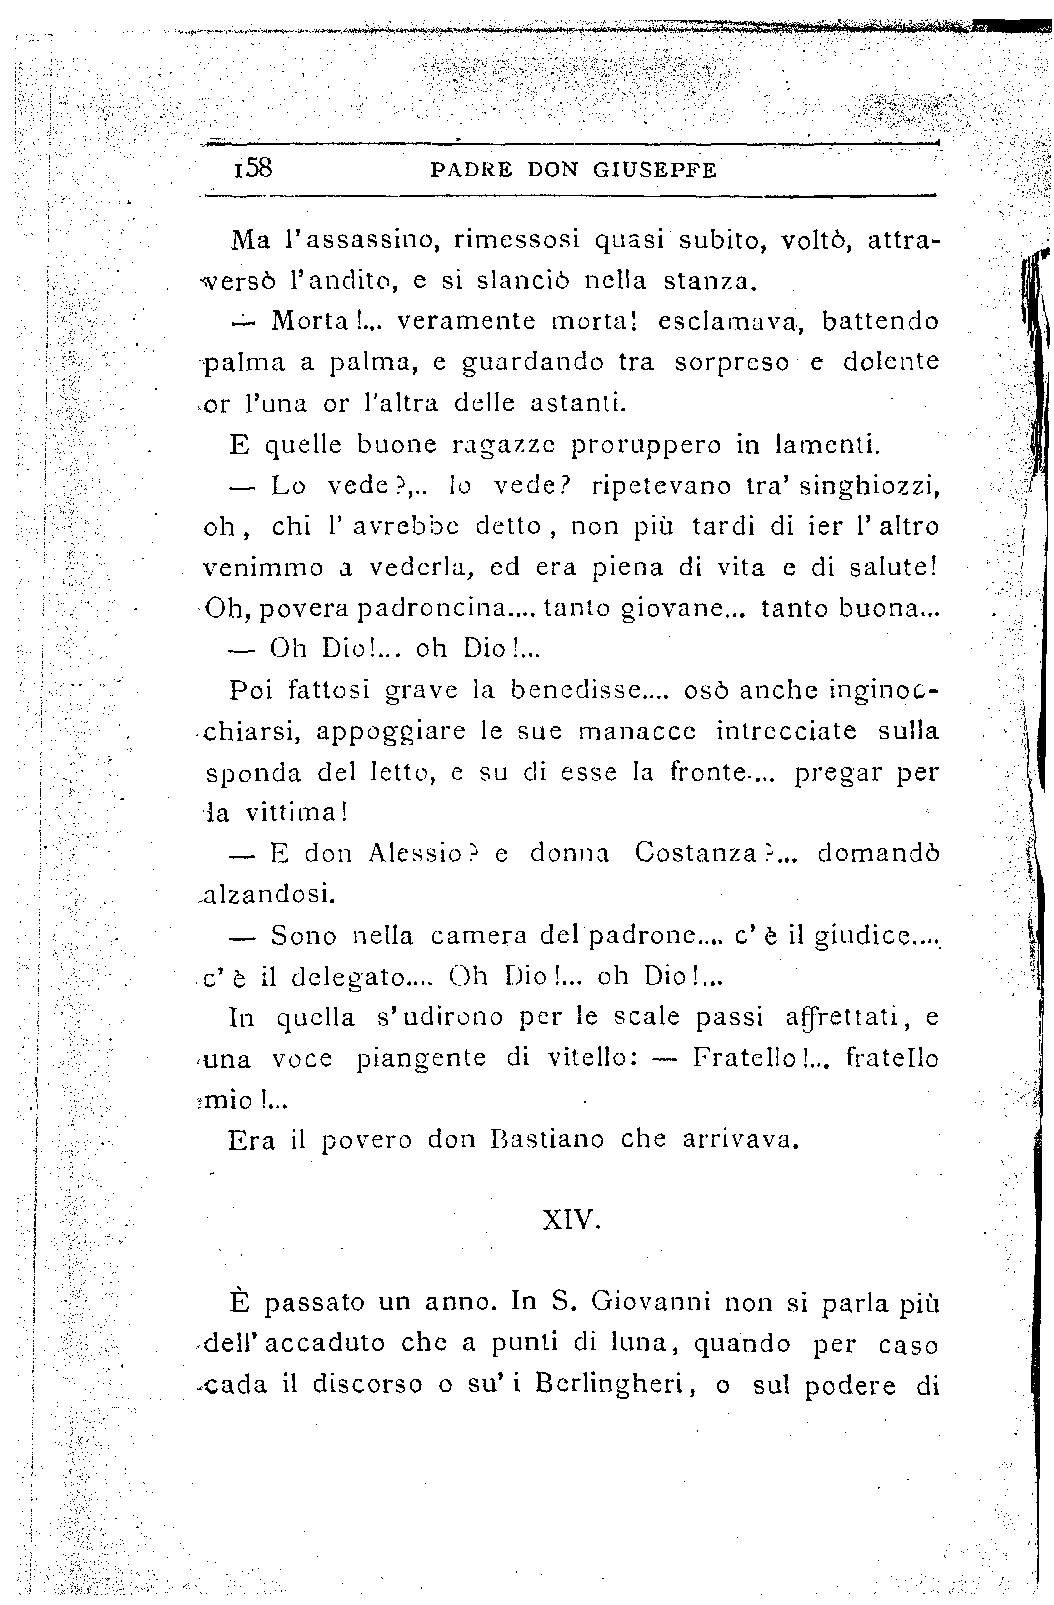 158 PADRE DON GIUSEPPE
Ma l'assassino, rimessosi quasi subito, voltò, attra-
versò l'andito, e si slanciò nella stanza.
— Morta!... veramente morta! esclamava, battendo
palma a palma, e guardando tra sorpreso e dolente
or l'una or l'altra delle astanti.
E quelle buone ragazze proruppero in lamenti.
— Lo vede?,.. lo vede? ripetevano tra' singhiozzi,
oh, chi l'avrebbe detto, non più tardi di ier l'altro
venimmo a vederla, ed era piena di vita e di salute!
Oh, povera padroncina.... tanto giovane... tanto buona...
— Oh Dio!... oh Dio!...
Poi fattosi grave la benedisse.... osò anche inginoc-
chiarsi, appoggiare le sue manacce intrecciate sulla
sponda del letto, e su di esse la fronte.... pregar per
la vittima!
— E don Alessio? e donna Costanza?... domandò
alzandosi.
— Sono nella camera del padrone.... c'è il giudice....
c'è il delegato.... Oh Dio!... oh Dio!...
In quella s'udirono per le scale passi affrettati, e
una voce piangente di vitello: — Fratello!... fratello
mio!...
Era il povero don Bastiano che arrivava.
XIV.
È passato un anno. In S. Giovanni non si parla più
dell'accaduto che a punti di luna, quando per caso
cada il discorso o su' i Berlingheri, o sul podere di